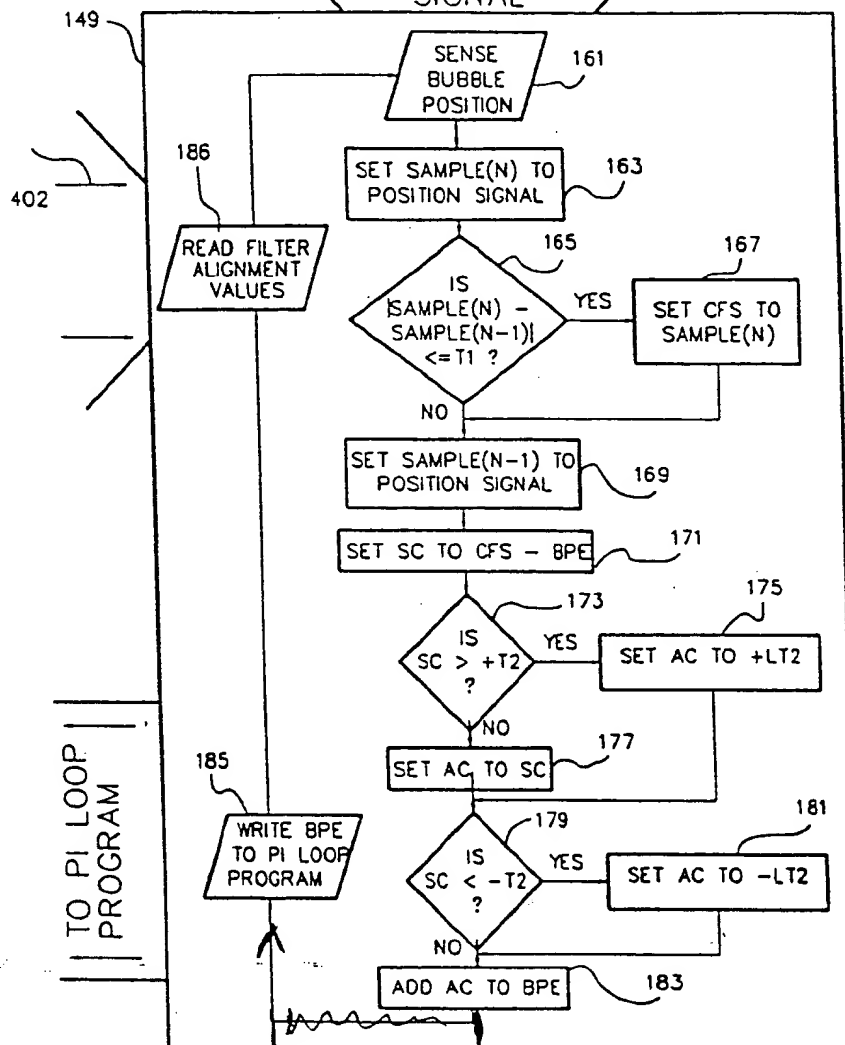 SIGNAL
149
SENSE
BUBBLE
POSITION
161
186
402
SET SAMPLE(N) TO
POSITION SIGNAL
163
READ FILTER
ALIGNMENT
VALUES
165
IS
|SAMPLE(N) -
SAMPLE(N-1)|
<=T1 ?
YES
167
SET CFS TO
SAMPLE(N)
NO
SET SAMPLE(N-1) TO
POSITION SIGNAL
169
SET SC TO CFS - BPE
171
173
IS
SC > +T2
?
YES
175
SET AC TO +LT2
NO
177
SET AC TO SC
TO PI LOOP
PROGRAM
185
WRITE BPE
TO PI LOOP
PROGRAM
179
IS
SC < -T2
?
YES
181
SET AC TO -LT2
NO
ADD AC TO BPE
183